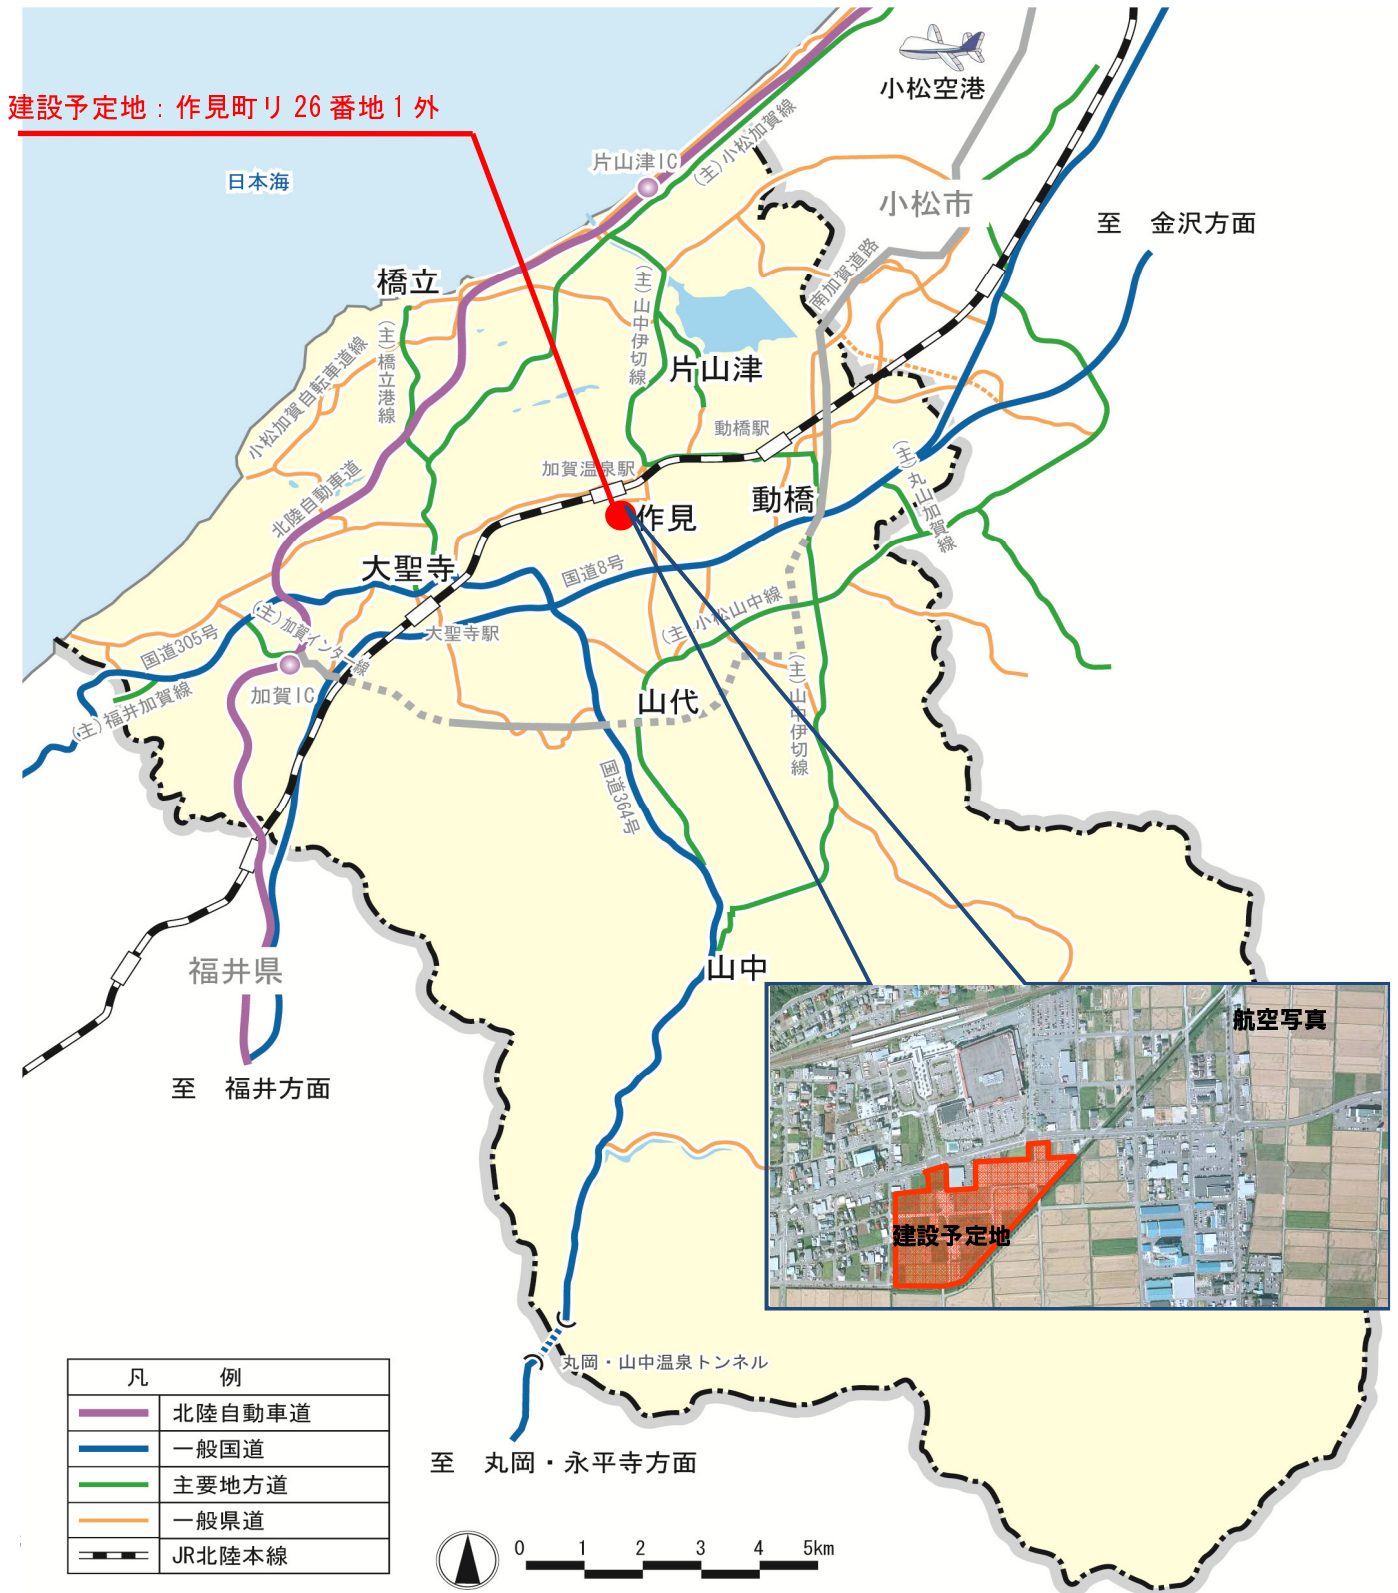 小松空港
建設予定地：作見町リ 26 番地 1 外
(主)小松加賀線
片山津IC
日本海
小松市
至　金沢方面
南加賀道路
橋立
(主)山中伊切線
(主)橋立港線
片山津
小松加賀自転車道線
動橋駅
(主)丸山加賀線
加賀温泉駅
北陸自動車道
動橋
作見
大聖寺
国道8号
(主)小松山中線
(主)加賀インター線
大聖寺駅
国道305号
(主)山中伊切線
加賀IC
(主)福井加賀線
山代
国道364号
福井県
山中
航空写真
至　福井方面
建設予定地
丸岡・山中温泉トンネル
凡　例
北陸自動車道
一般国道
主要地方道
一般県道
JR北陸本線
至　丸岡・永平寺方面
0 1 2 3 4 5km